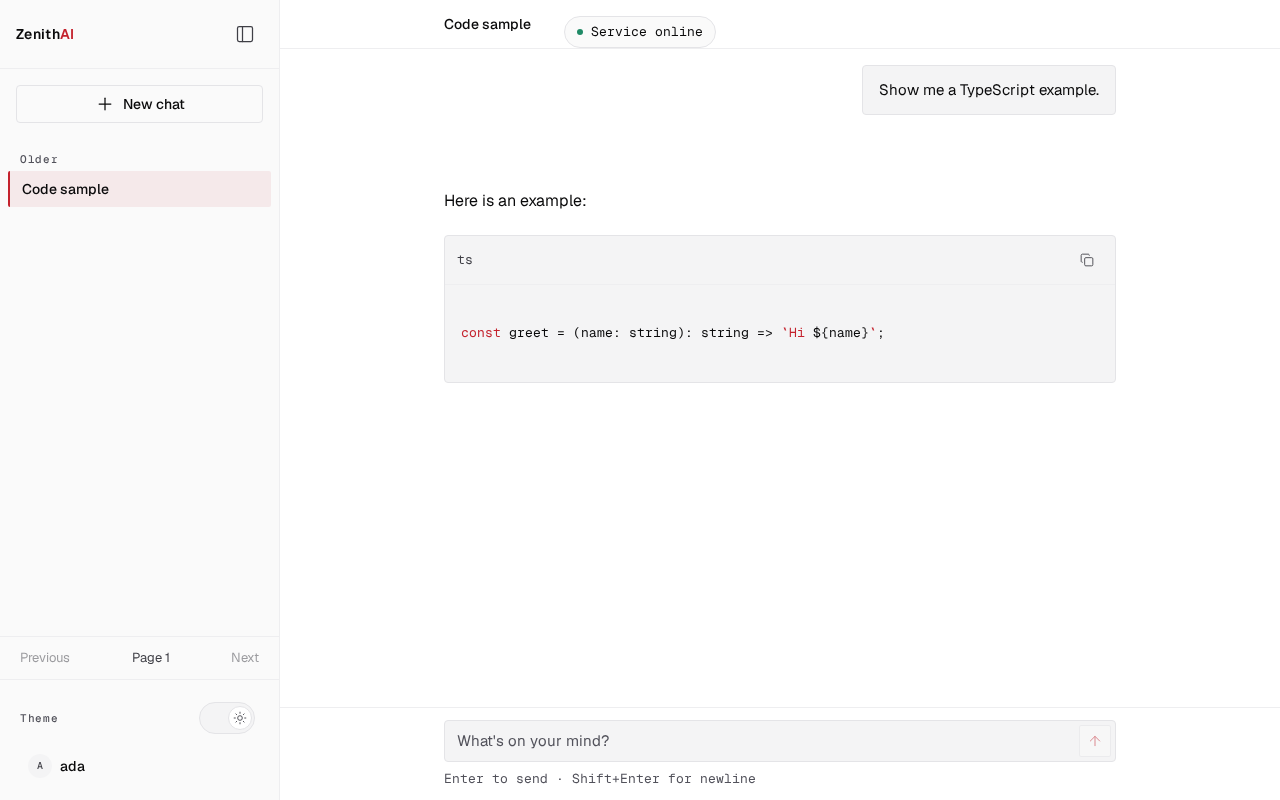 ZenithAI
New chat
Older
Code sample
Previous
Page 1
Next
Theme
A
ada
Code sample
Service online
Show me a TypeScript example.
Here is an example:
ts
const greet = (name: string): string => `Hi ${name}`;
What's on your mind?
Enter to send · Shift+Enter for newline